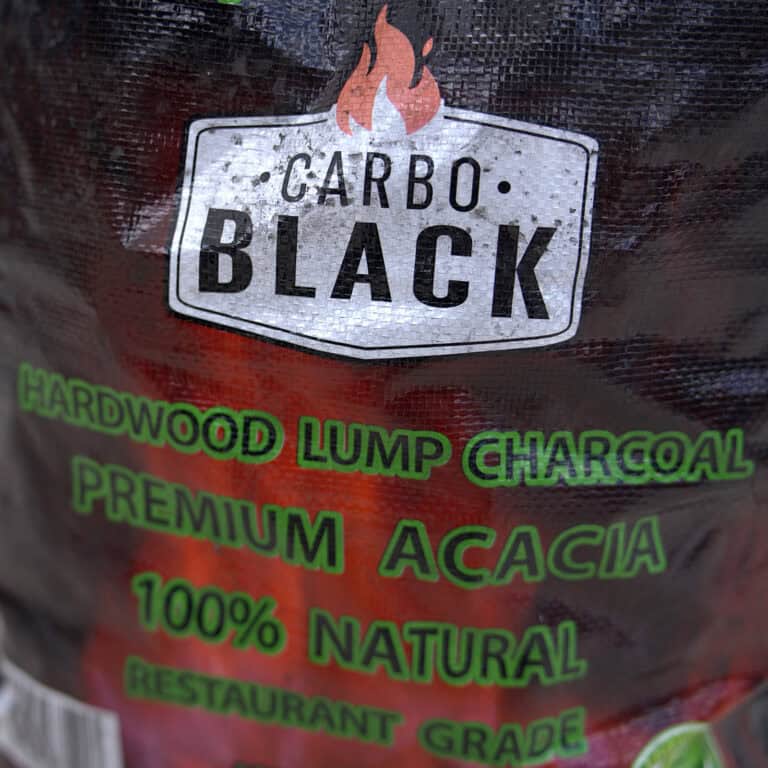 • CARBO •
BLACK
HARDWOOD LUMP CHARCOAL
PREMIUM ACACIA
100% NATURAL
RESTAURANT GRADE